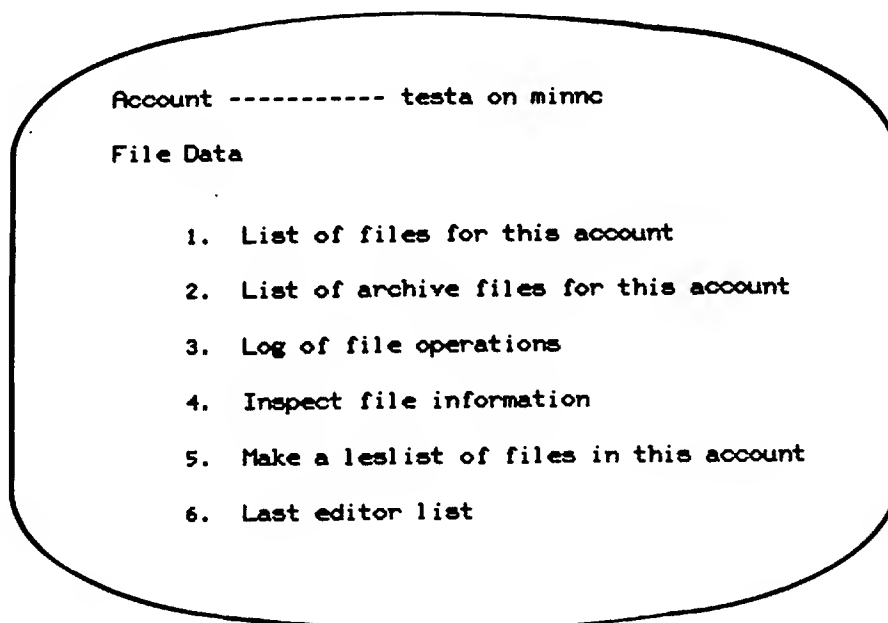 Account ----------- testa on minnc
File Data
1. List of files for this account
2. List of archive files for this account
3. Log of file operations
4. Inspect file information
5. Make a leslist of files in this account
6. Last editor list